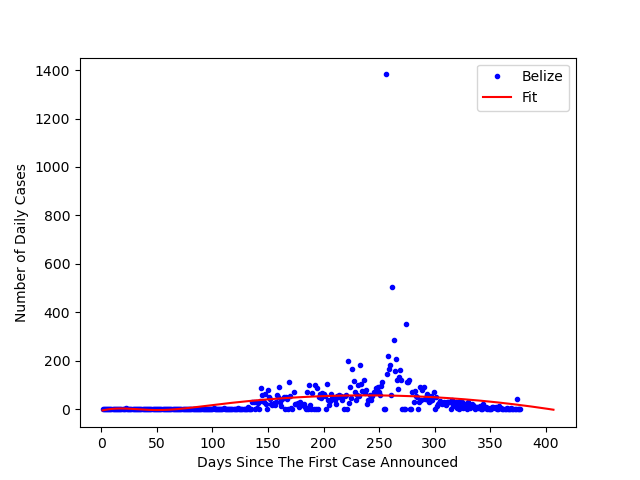 1400
1200
1000
800
600
400
200
0
Number of Daily Cases
Belize
Fit
0 50 100 150 200 250 300 350 400
Days Since The First Case Announced